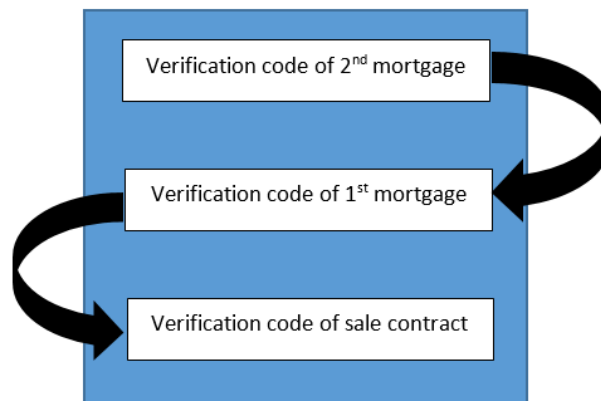 Verification code of 2nd mortgage
Verification code of 1st mortgage
Verification code of sale contract